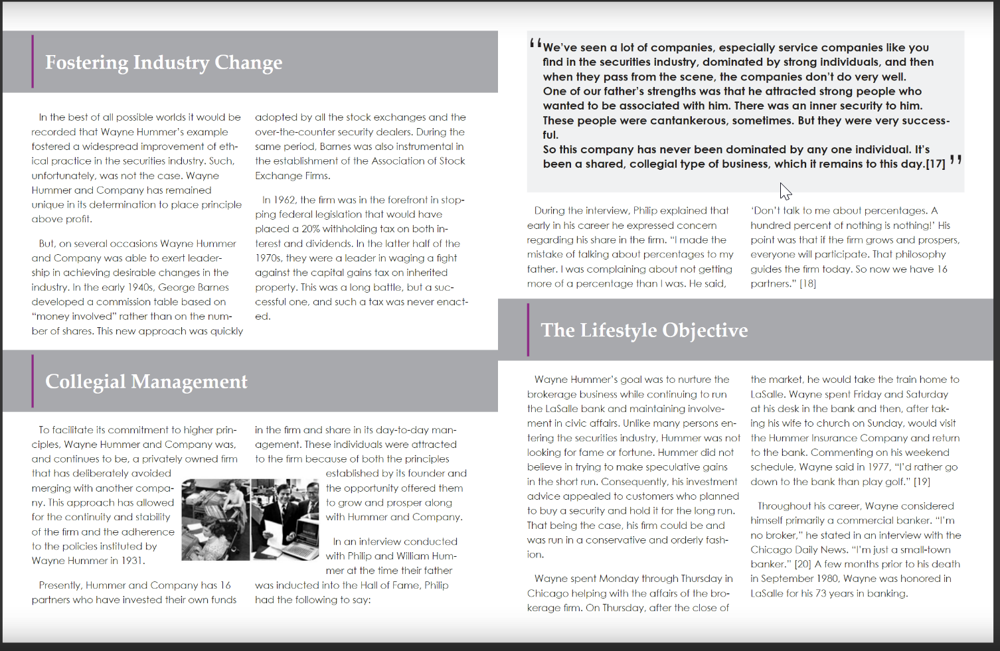 Fostering Industry Change
In the best of all possible worlds it would be
recorded that Wayne Hummer's example
fostered a widespread improvement of eth-
ical practice in the securities industry. Such,
unfortunately, was not the case. Wayne
Hummer and Company has remained
unique in its determination to place principle
above profit.
But, on several occasions Wayne Hummer
and Company was able to exert leader-
ship in achieving desirable changes in the
industry. In the early 1940s, George Barnes
developed a commission table based on
“money involved” rather than on the num-
ber of shares. This new approach was quickly
adopted by all the stock exchanges and the
over-the-counter security dealers. During the
same period, Barnes was also instrumental in
the establishment of the Association of Stock
Exchange Firms.
In 1962, the firm was in the forefront in stop-
ping federal legislation that would have
placed a 20% withholding tax on both in-
terest and dividends. In the latter half of the
1970s, they were a leader in waging a fight
against the capital gains tax on inherited
property. This was a long battle, but a suc-
cessful one, and such a tax was never enact-
ed.
Collegial Management
To facilitate its commitment to higher prin-
ciples, Wayne Hummer and Company was,
and continues to be, a privately owned firm
that has deliberately avoided
merging with another compa-
ny. This approach has allowed
for the continuity and stability
of the firm and the adherence
to the policies instituted by
Wayne Hummer in 1931.
Presently, Hummer and Company has 16
partners who have invested their own funds
in the firm and share in its day-to-day man-
agement. These individuals were attracted
to the firm because of both the principles
established by its founder and
the opportunity offered them
to grow and prosper along
with Hummer and Company.
In an interview conducted
with Philip and William Hum-
mer at the time their father
was inducted into the Hall of Fame, Philip
had the following to say:
“We've seen a lot of companies, especially service companies like you
find in the securities industry, dominated by strong individuals, and then
when they pass from the scene, the companies don't do very well.
One of our father's strengths was that he attracted strong people who
wanted to be associated with him. There was an inner security to him.
These people were cantankerous, sometimes. But they were very success-
ful.
So this company has never been dominated by any one individual. It's
been a shared, collegial type of business, which it remains to this day.[17] ”
During the interview, Philip explained that
early in his career he expressed concern
regarding his share in the firm. “I made the
mistake of talking about percentages to my
father. I was complaining about not getting
more of a percentage than I was. He said,
‘Don't talk to me about percentages. A
hundred percent of nothing is nothing!’ His
point was that if the firm grows and prospers,
everyone will participate. That philosophy
guides the firm today. So now we have 16
partners.” [18]
The Lifestyle Objective
Wayne Hummer's goal was to nurture the
brokerage business while continuing to run
the LaSalle bank and maintaining involve-
ment in civic affairs. Unlike many persons en-
tering the securities industry, Hummer was not
looking for fame or fortune. Hummer did not
believe in trying to make speculative gains
in the short run. Consequently, his investment
advice appealed to customers who planned
to buy a security and hold it for the long run.
That being the case, his firm could be and
was run in a conservative and orderly fash-
ion.
Wayne spent Monday through Thursday in
Chicago helping with the affairs of the bro-
kerage firm. On Thursday, after the close of
the market, he would take the train home to
LaSalle. Wayne spent Friday and Saturday
at his desk in the bank and then, after tak-
ing his wife to church on Sunday, would visit
the Hummer Insurance Company and return
to the bank. Commenting on his weekend
schedule, Wayne said in 1977, “I'd rather go
down to the bank than play golf.” [19]
Throughout his career, Wayne considered
himself primarily a commercial banker. “I'm
no broker,” he stated in an interview with the
Chicago Daily News. “I'm just a small-town
banker.” [20] A few months prior to his death
in September 1980, Wayne was honored in
LaSalle for his 73 years in banking.